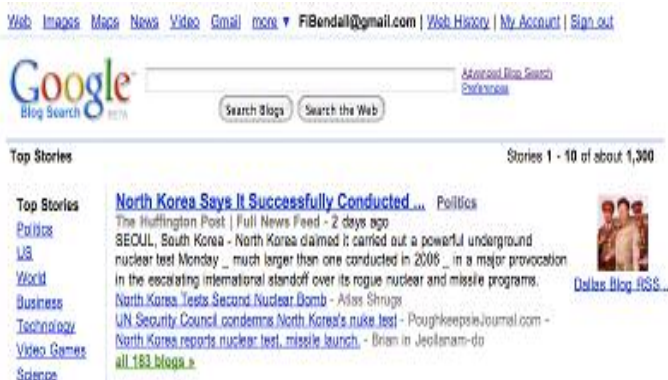 Web Images Maps News Video Gmail more ▼ FiBendall@gmail.com | Web History | My Account | Sign out
Google
Blog Search BETA
Advanced Blog Search
Preferences
Search Blogs Search the Web
Top Stories Stories 1 - 10 of about 1,300
Top Stories
Politics
US
World
Business
Technology
Video Games
Science
North Korea Says It Successfully Conducted ... Politics
The Huffington Post | Full News Feed - 2 days ago
SEOUL, South Korea - North Korea claimed it carried out a powerful underground
nuclear test Monday _ much larger than one conducted in 2006 _ in a major provocation
in the escalating international standoff over its rogue nuclear and missile programs.
North Korea Tests Second Nuclear Bomb - Atlas Shrugs
UN Security Council condemns North Korea's nuke test - PoughkeepsieJournal.com -
North Korea reports nuclear test, missile launch. - Brian in Jeollanam-do
all 183 blogs »
Dallas Blog RSS ...